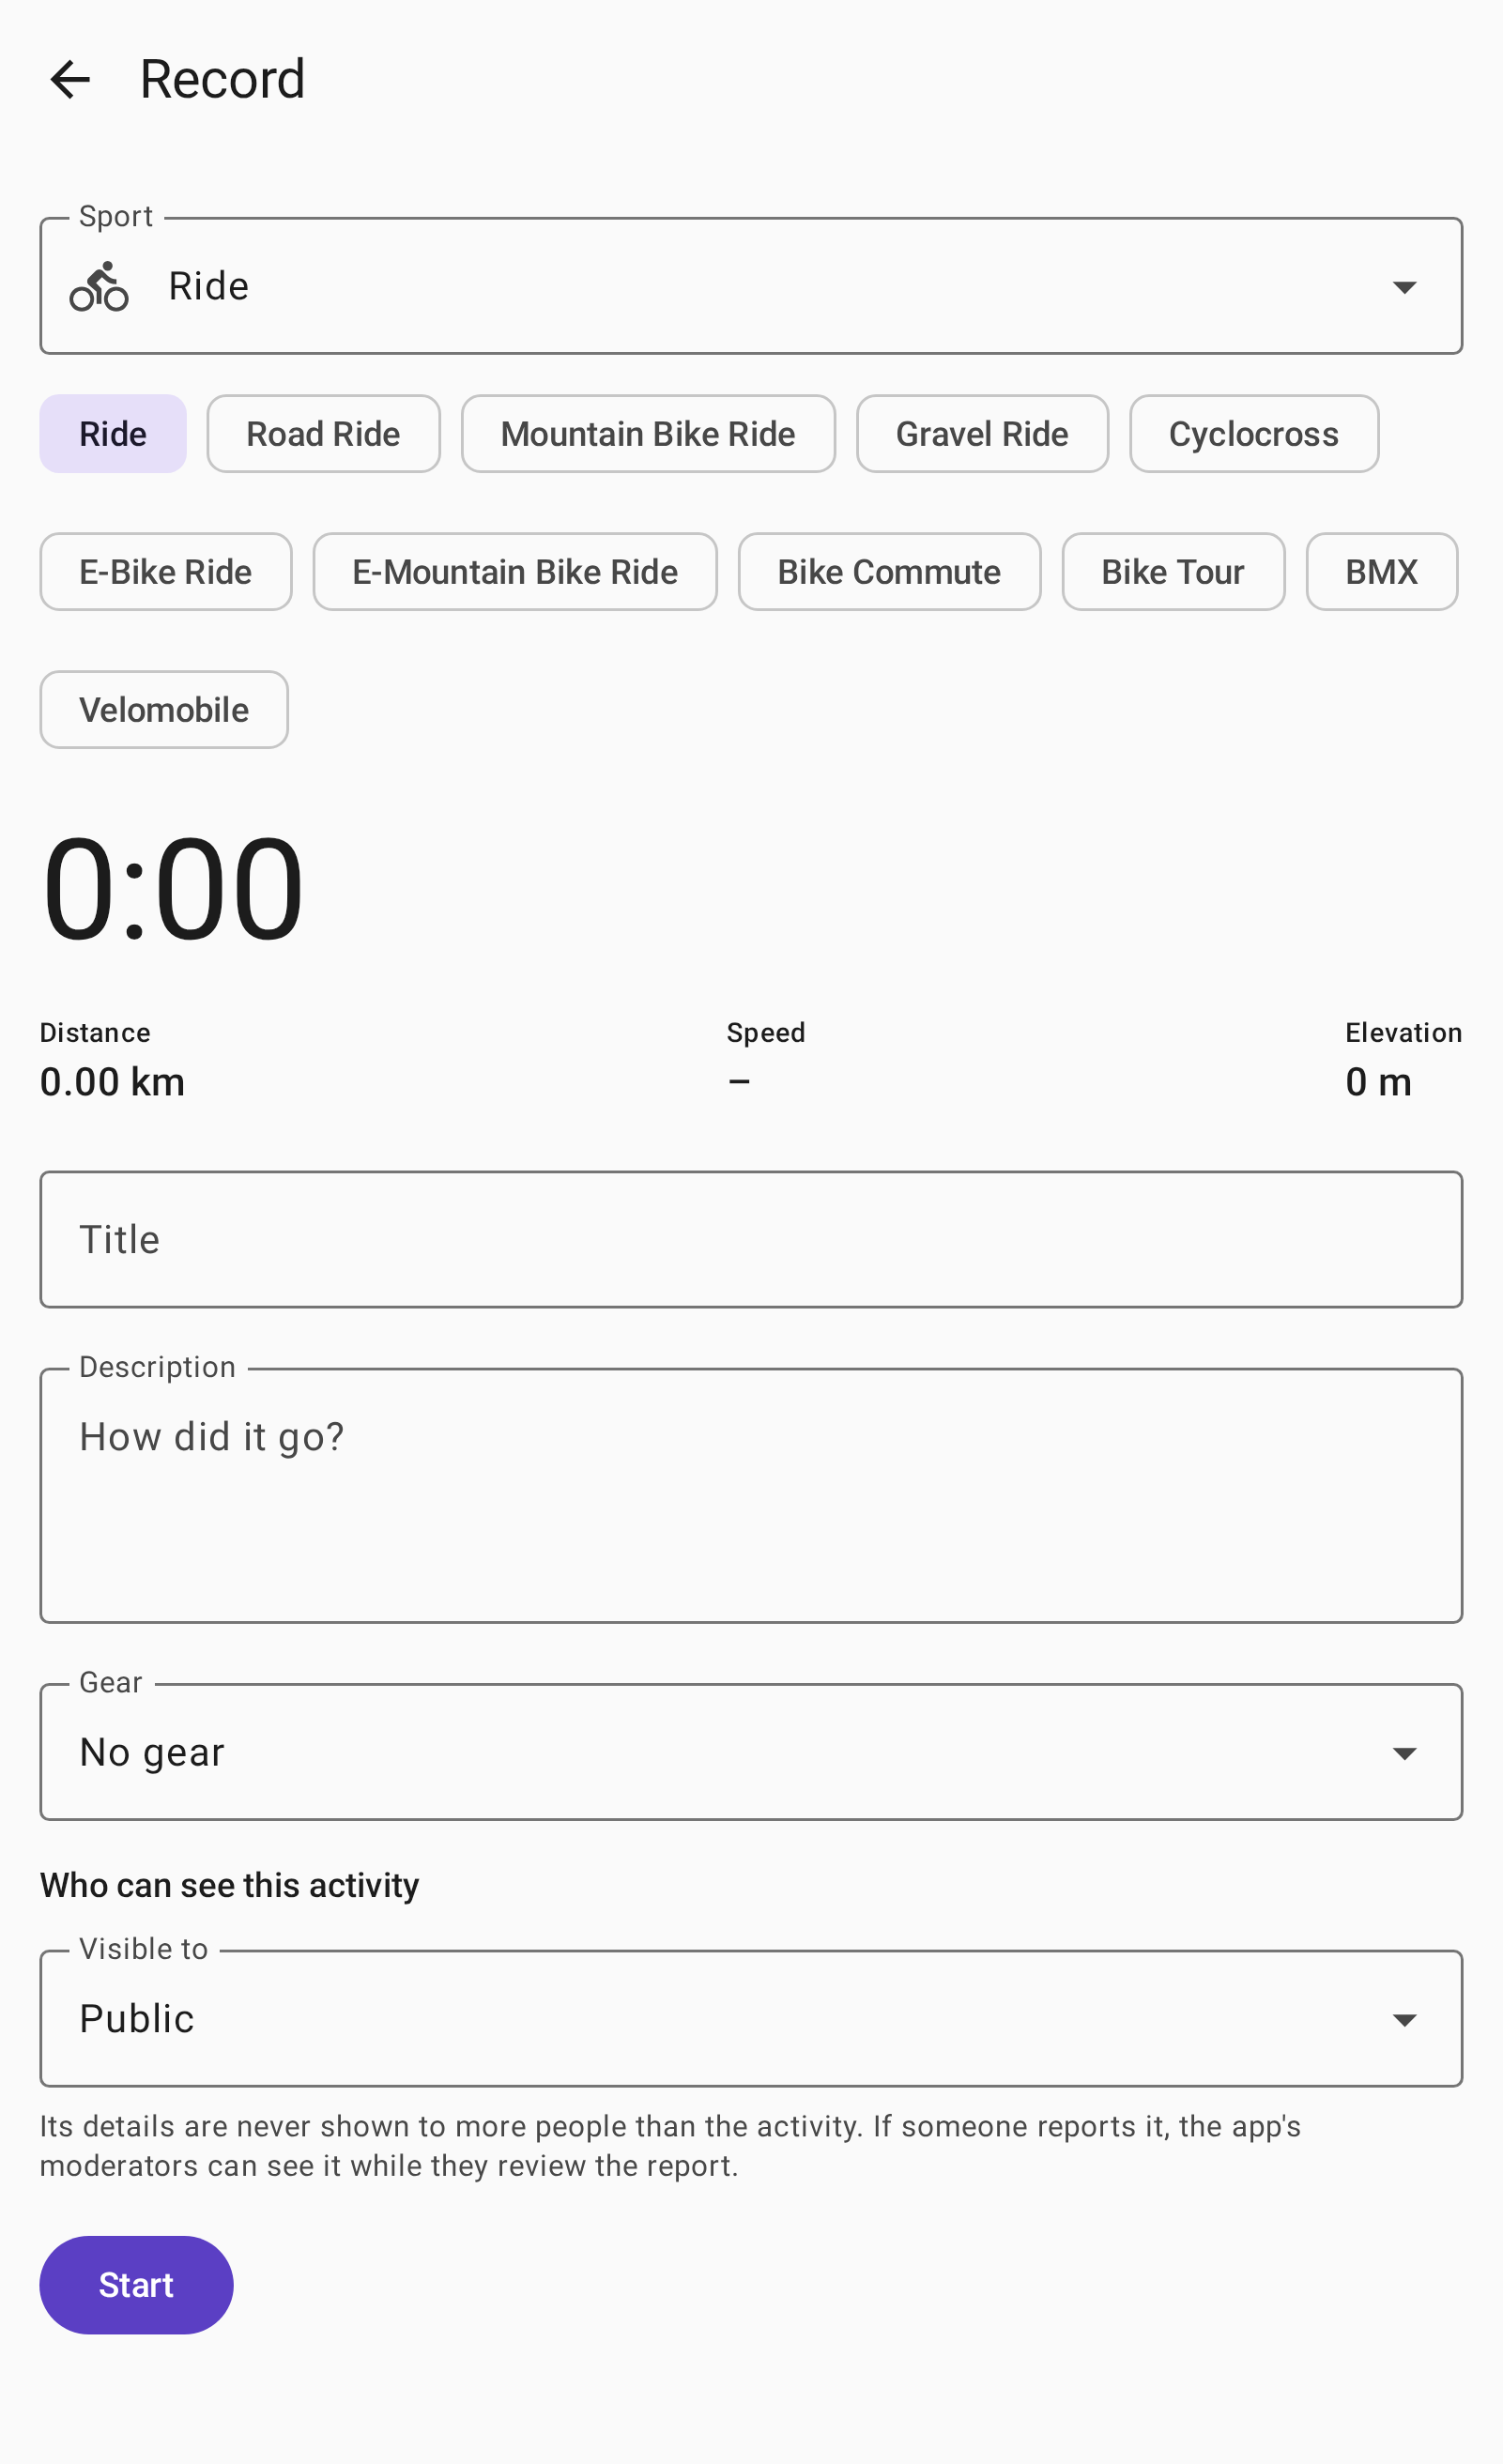 Record
Sport
Ride
Ride
Road Ride
Mountain Bike Ride
Gravel Ride
Cyclocross
E-Bike Ride
E-Mountain Bike Ride
Bike Commute
Bike Tour
BMX
Velomobile
0:00
Distance
0.00 km
Speed
–
Elevation
0 m
Title
Description
How did it go?
Gear
No gear
Who can see this activity
Visible to
Public
Its details are never shown to more people than the activity. If someone reports it, the app's
moderators can see it while they review the report.
Start